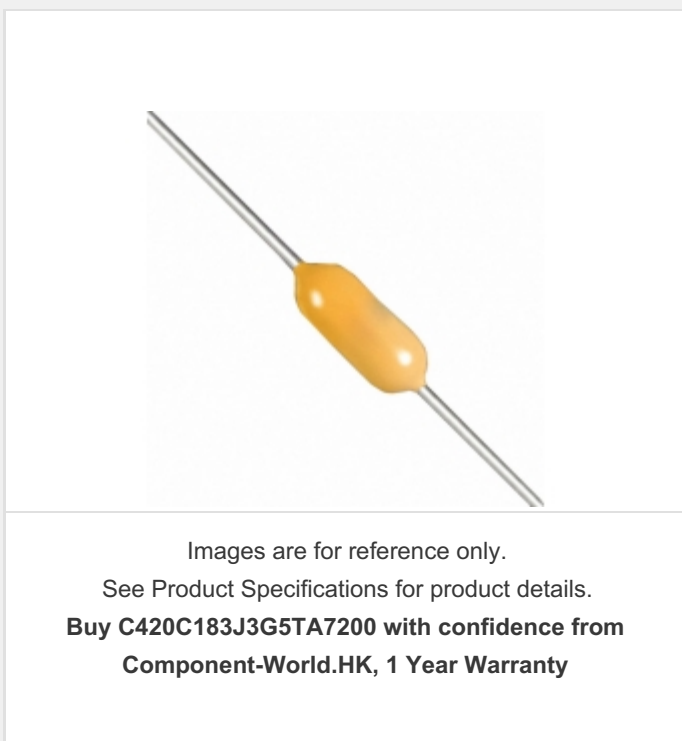 Images are for reference only.
See Product Specifications for product details.
Buy C420C183J3G5TA7200 with confidence from
Component-World.HK, 1 Year Warranty